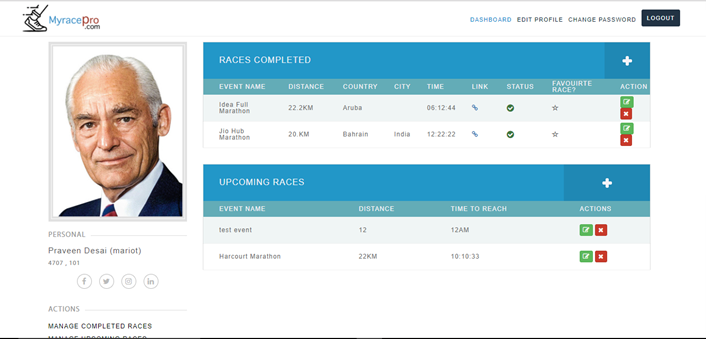 Myracepro
.com
DASHBOARD EDIT PROFILE CHANGE PASSWORD LOGOUT
RACES COMPLETED
EVENT NAME DISTANCE COUNTRY CITY TIME LINK STATUS FAVOUIRTE RACE? ACTION
Idea Full Marathon 22.2KM Aruba 06:12:44
Jio Hub Marathon 20.KM Bahrain India 12:22:22
UPCOMING RACES
EVENT NAME DISTANCE TIME TO REACH ACTIONS
test event 12 12AM
Harcourt Marathon 22KM 10:10:33
PERSONAL
Praveen Desai (mariot)
4707 , 101
ACTIONS
MANAGE COMPLETED RACES
MANAGE UPCOMING RACES